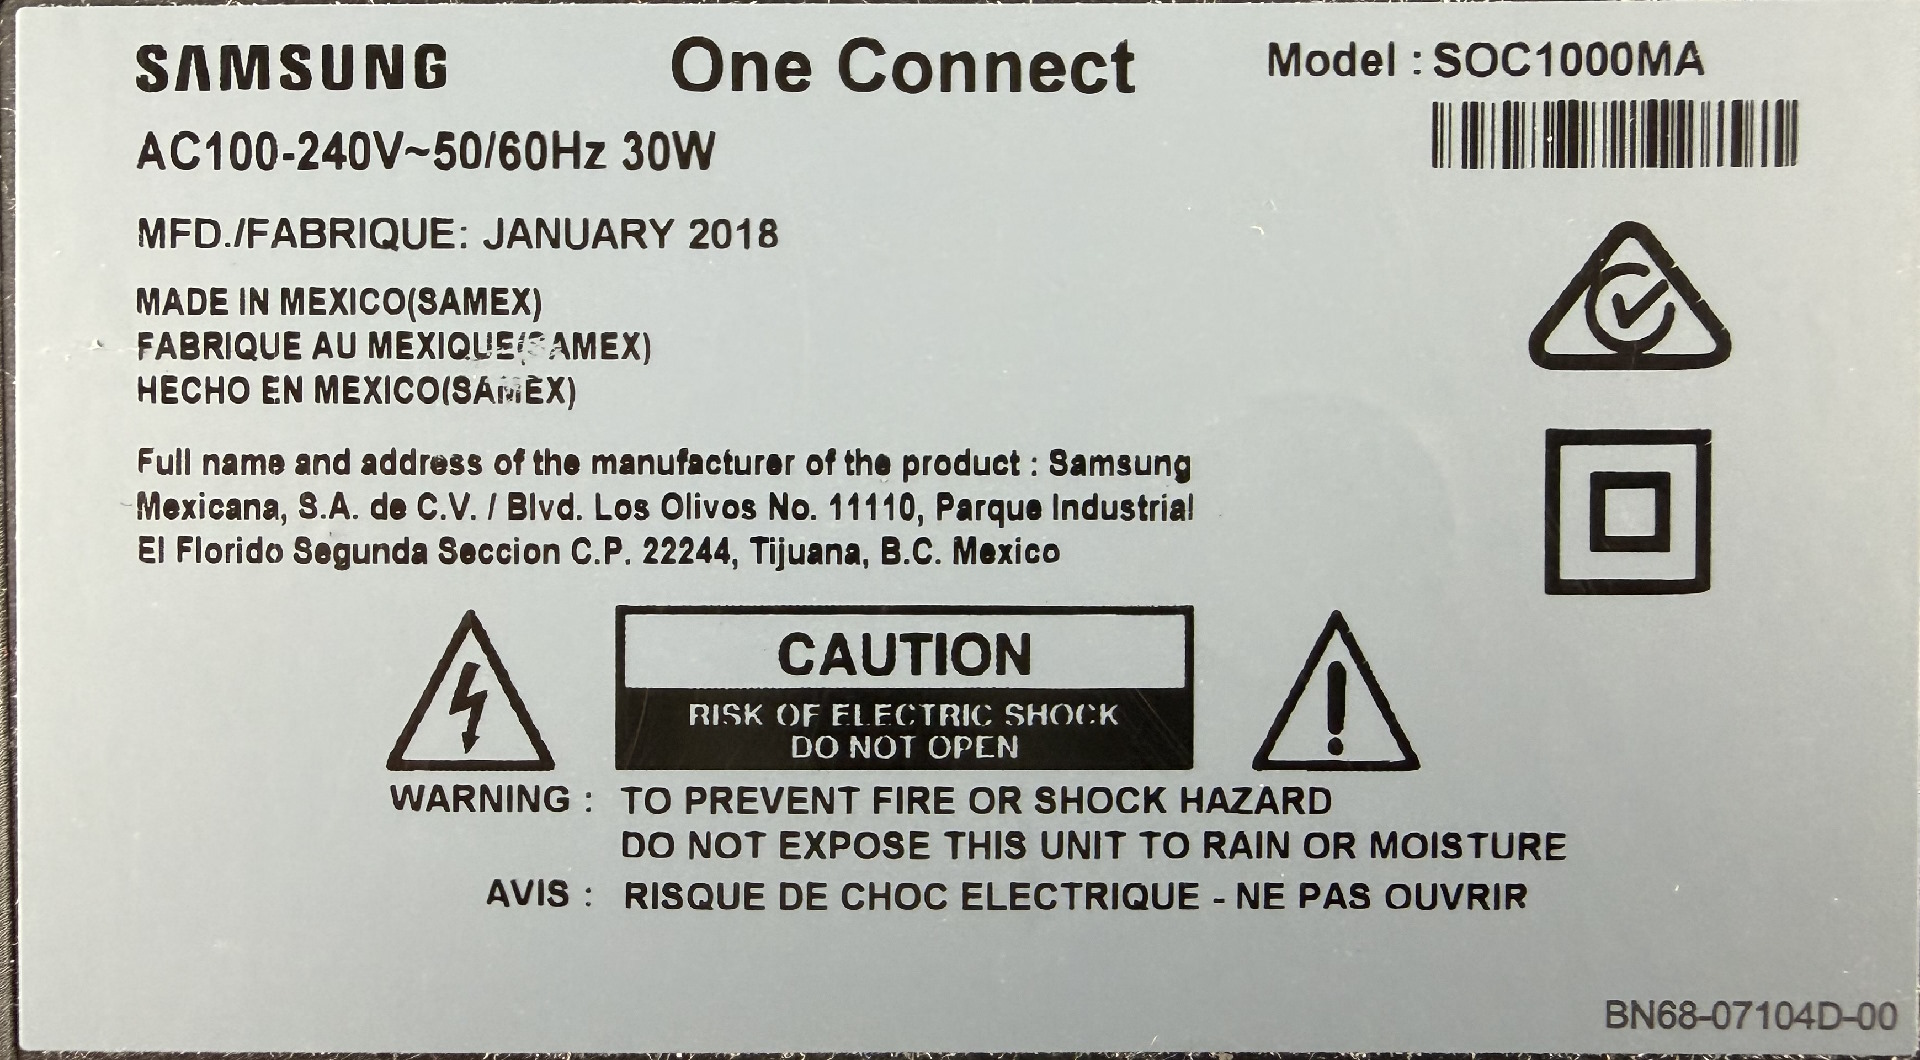 SAMSUNG One Connect Model : SOC1000MA
AC100-240V~50/60Hz 30W
MFD./FABRIQUE: JANUARY 2018
MADE IN MEXICO(SAMEX)
FABRIQUE AU MEXIQUE(SAMEX)
HECHO EN MEXICO(SAMEX)
Full name and address of the manufacturer of the product : Samsung
Mexicana, S.A. de C.V. / Blvd. Los Olivos No. 11110, Parque Industrial
El Florido Segunda Seccion C.P. 22244, Tijuana, B.C. Mexico
CAUTION
RISK OF ELECTRIC SHOCK
DO NOT OPEN
WARNING : TO PREVENT FIRE OR SHOCK HAZARD
DO NOT EXPOSE THIS UNIT TO RAIN OR MOISTURE
AVIS : RISQUE DE CHOC ELECTRIQUE - NE PAS OUVRIR
BN68-07104D-00